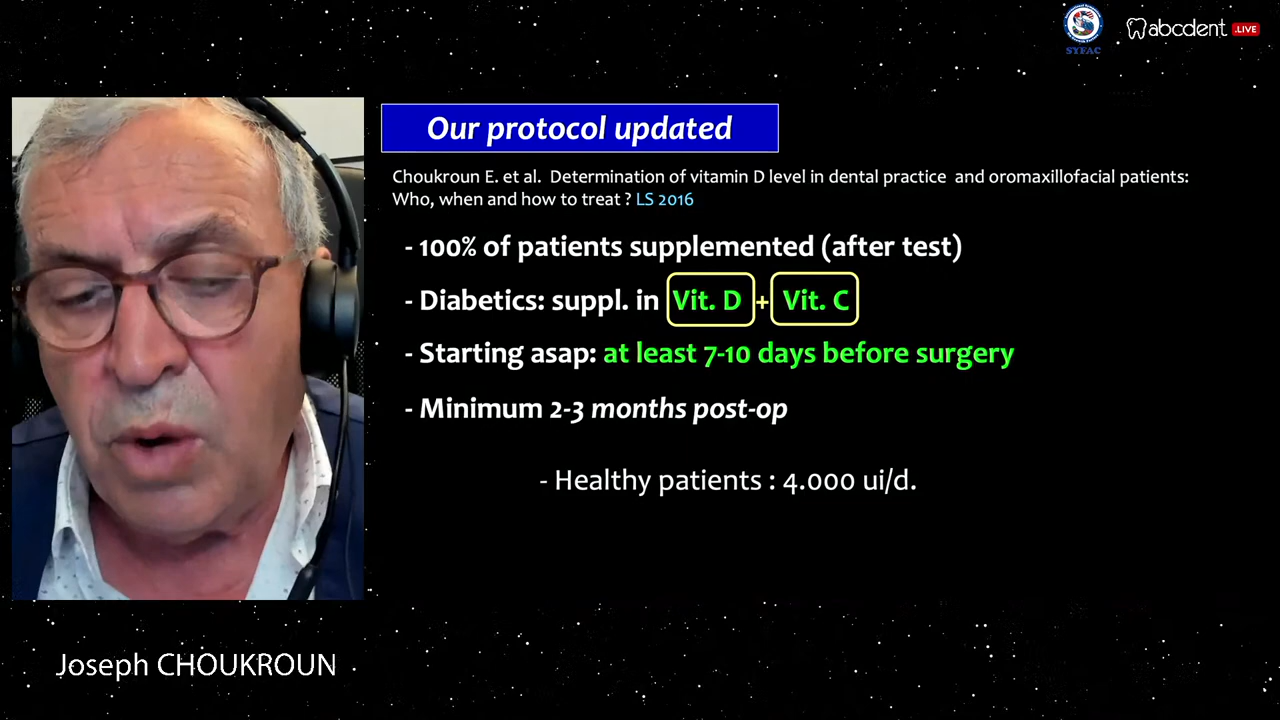 SYFAC
abcdent .LIVE
Our protocol updated
Choukroun E. et al. Determination of vitamin D level in dental practice and oromaxillofacial patients:
Who, when and how to treat ? LS 2016
- 100% of patients supplemented (after test)
- Diabetics: suppl. in Vit. D + Vit. C
- Starting asap: at least 7-10 days before surgery
- Minimum 2-3 months post-op
- Healthy patients : 4.000 ui/d.
Joseph CHOUKROUN